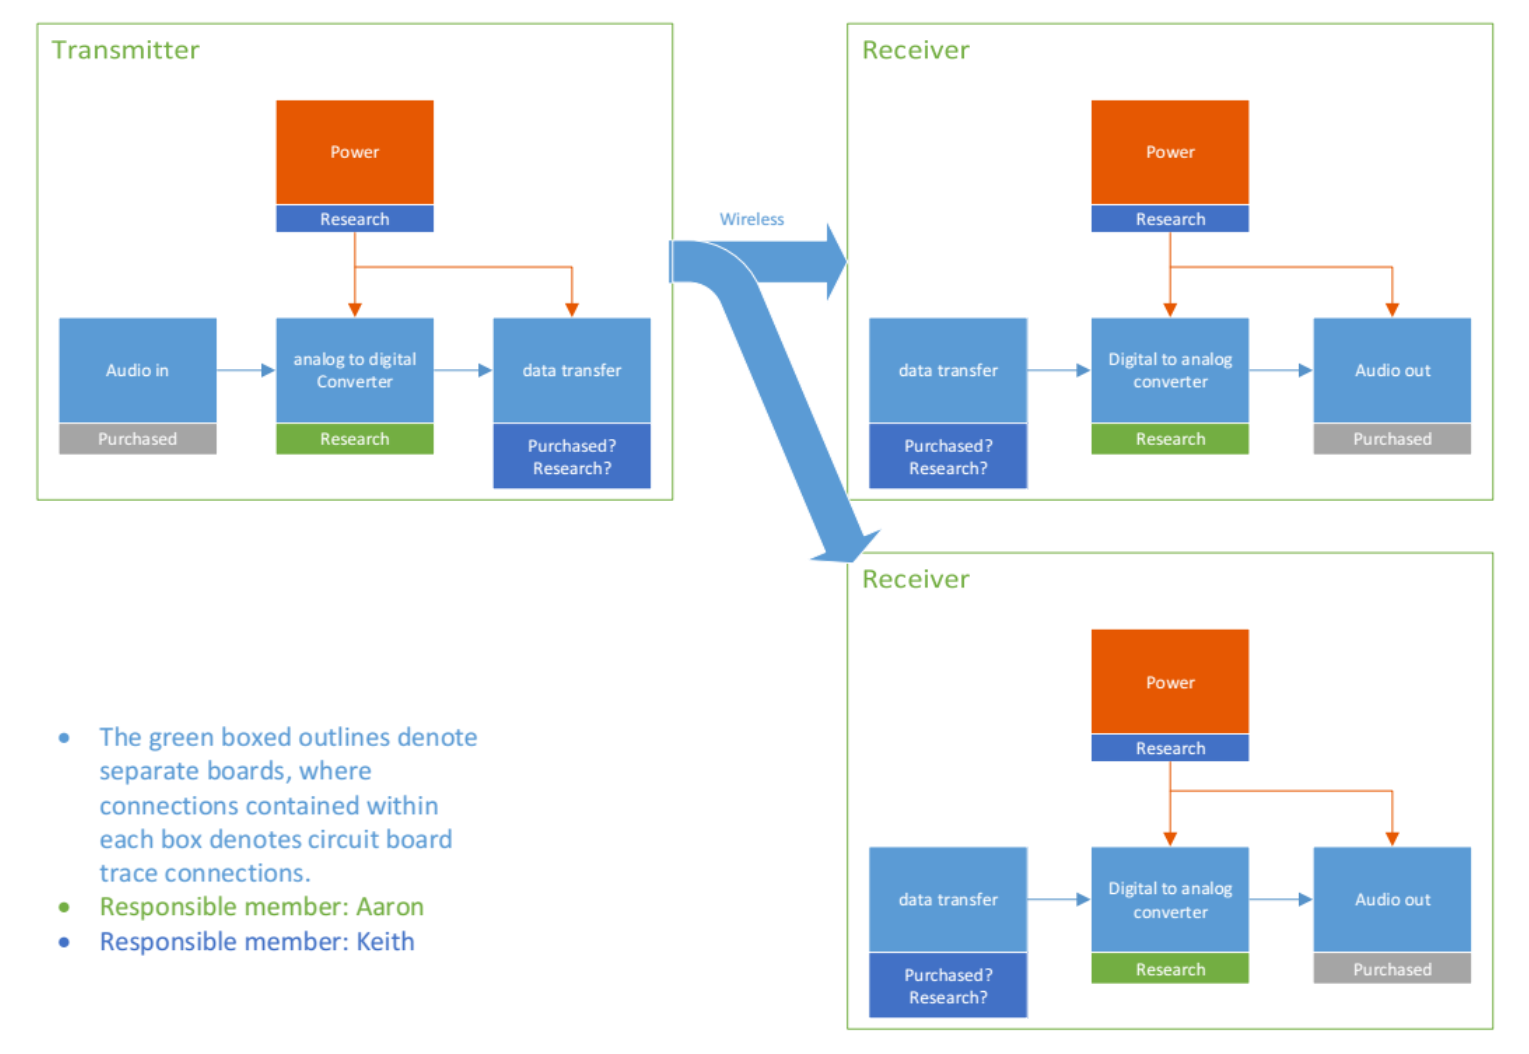 Transmitter
Power
Research
Audio in
Purchased
analog to digital
Converter
Research
data transfer
Purchased?
Research?
Wireless
Receiver
Power
Research
data transfer
Purchased?
Research?
Digital to analog
converter
Research
Audio out
Purchased
Receiver
Power
Research
data transfer
Purchased?
Research?
Digital to analog
converter
Research
Audio out
Purchased
• The green boxed outlines denote
separate boards, where
connections contained within
each box denotes circuit board
trace connections.
• Responsible member: Aaron
• Responsible member: Keith